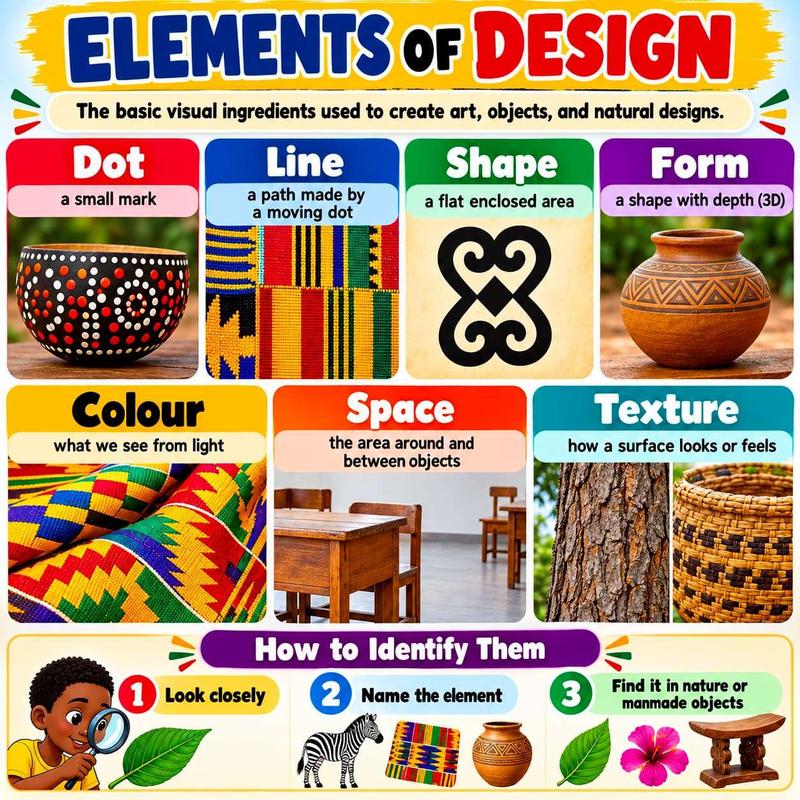 ELEMENTS OF DESIGN
The basic visual ingredients used to create art, objects, and natural designs.
Dot
a small mark
Line
a path made by
a moving dot
Shape
a flat enclosed area
Form
a shape with depth (3D)
Colour
what we see from light
Space
the area around and
between objects
Texture
how a surface looks or feels
How to Identify Them
1 Look closely
2 Name the element
3 Find it in nature or
manmade objects